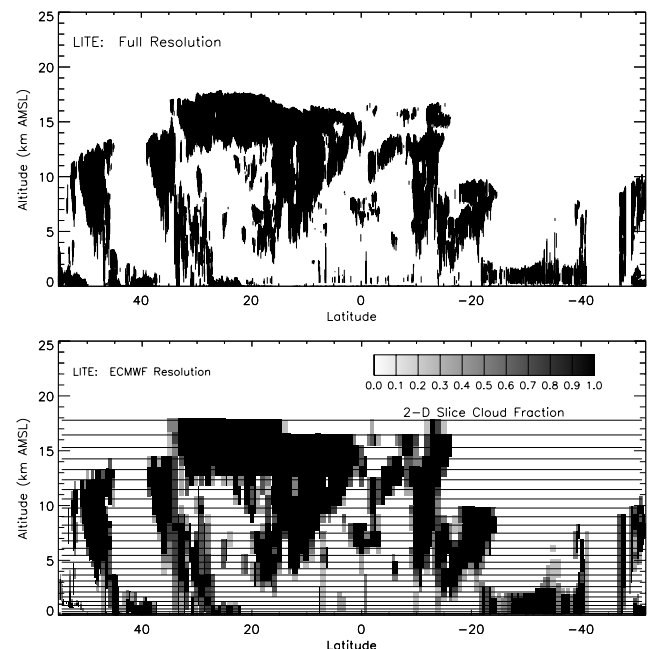 25
LITE: Full Resolution
20
15
10
5
0
Altitude (km AMSL)
40 20 0 −20 −40
Latitude
25
0.0 0.1 0.2 0.3 0.4 0.5 0.6 0.7 0.8 0.9 1.0
LITE: ECMWF Resolution
2−D Slice Cloud Fraction
20
15
10
5
0
Altitude (km AMSL)
40 20 0 −20 −40
Latitude